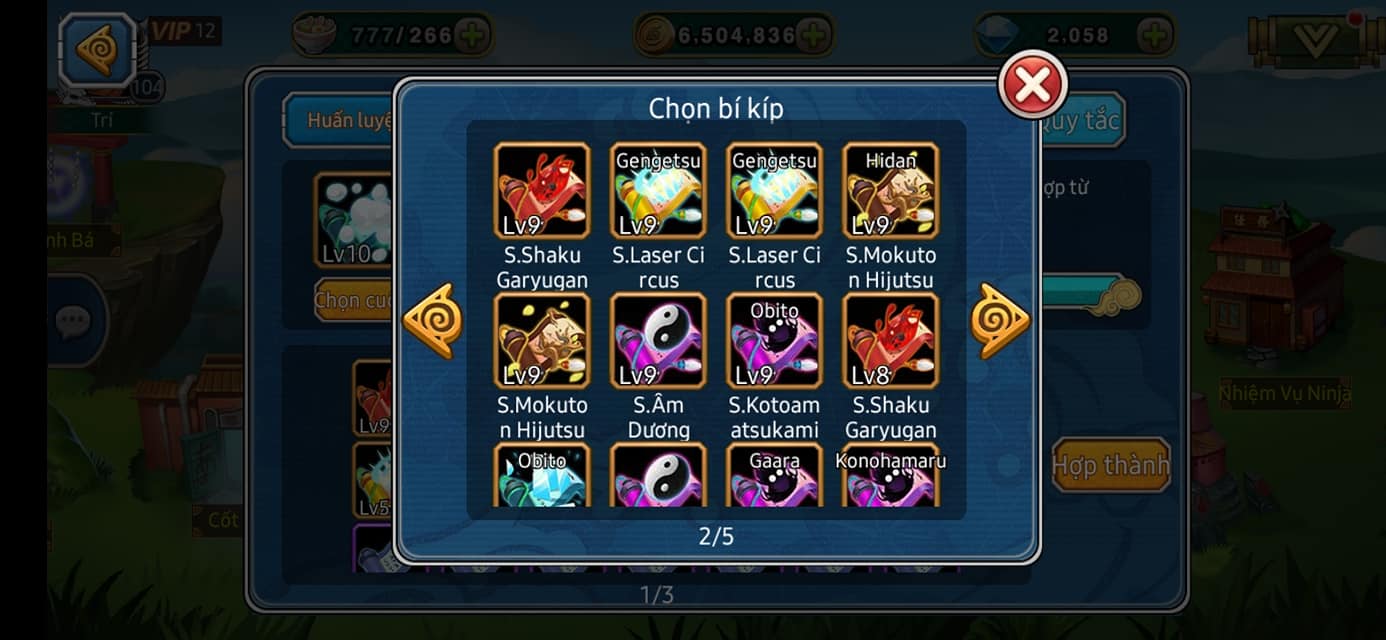 VIP 12
777/266
6,504,836
2,058
104
Trí
Chọn bí kíp
Huấn luyệ
Quy tắc
Gengetsu
Gengetsu
Hidan
Lv9
Lv9
Lv9
Lv9
S.Shaku
Garyugan
S.Laser Ci
rcus
S.Laser Ci
rcus
S.Mokuto
n Hijutsu
Obito
Lv9
Lv9
Lv9
Lv8
S.Mokuto
n Hijutsu
S.Âm
Dương
S.Kotoam
atsukami
S.Shaku
Garyugan
Obito
Gaara
Konohamaru
2/5
1/3
ợp từ
nh Bá
Lv10
Chọn cuộ
Lv9
Lv5
Cốt
Nhiệm Vụ Ninja
Hợp thành